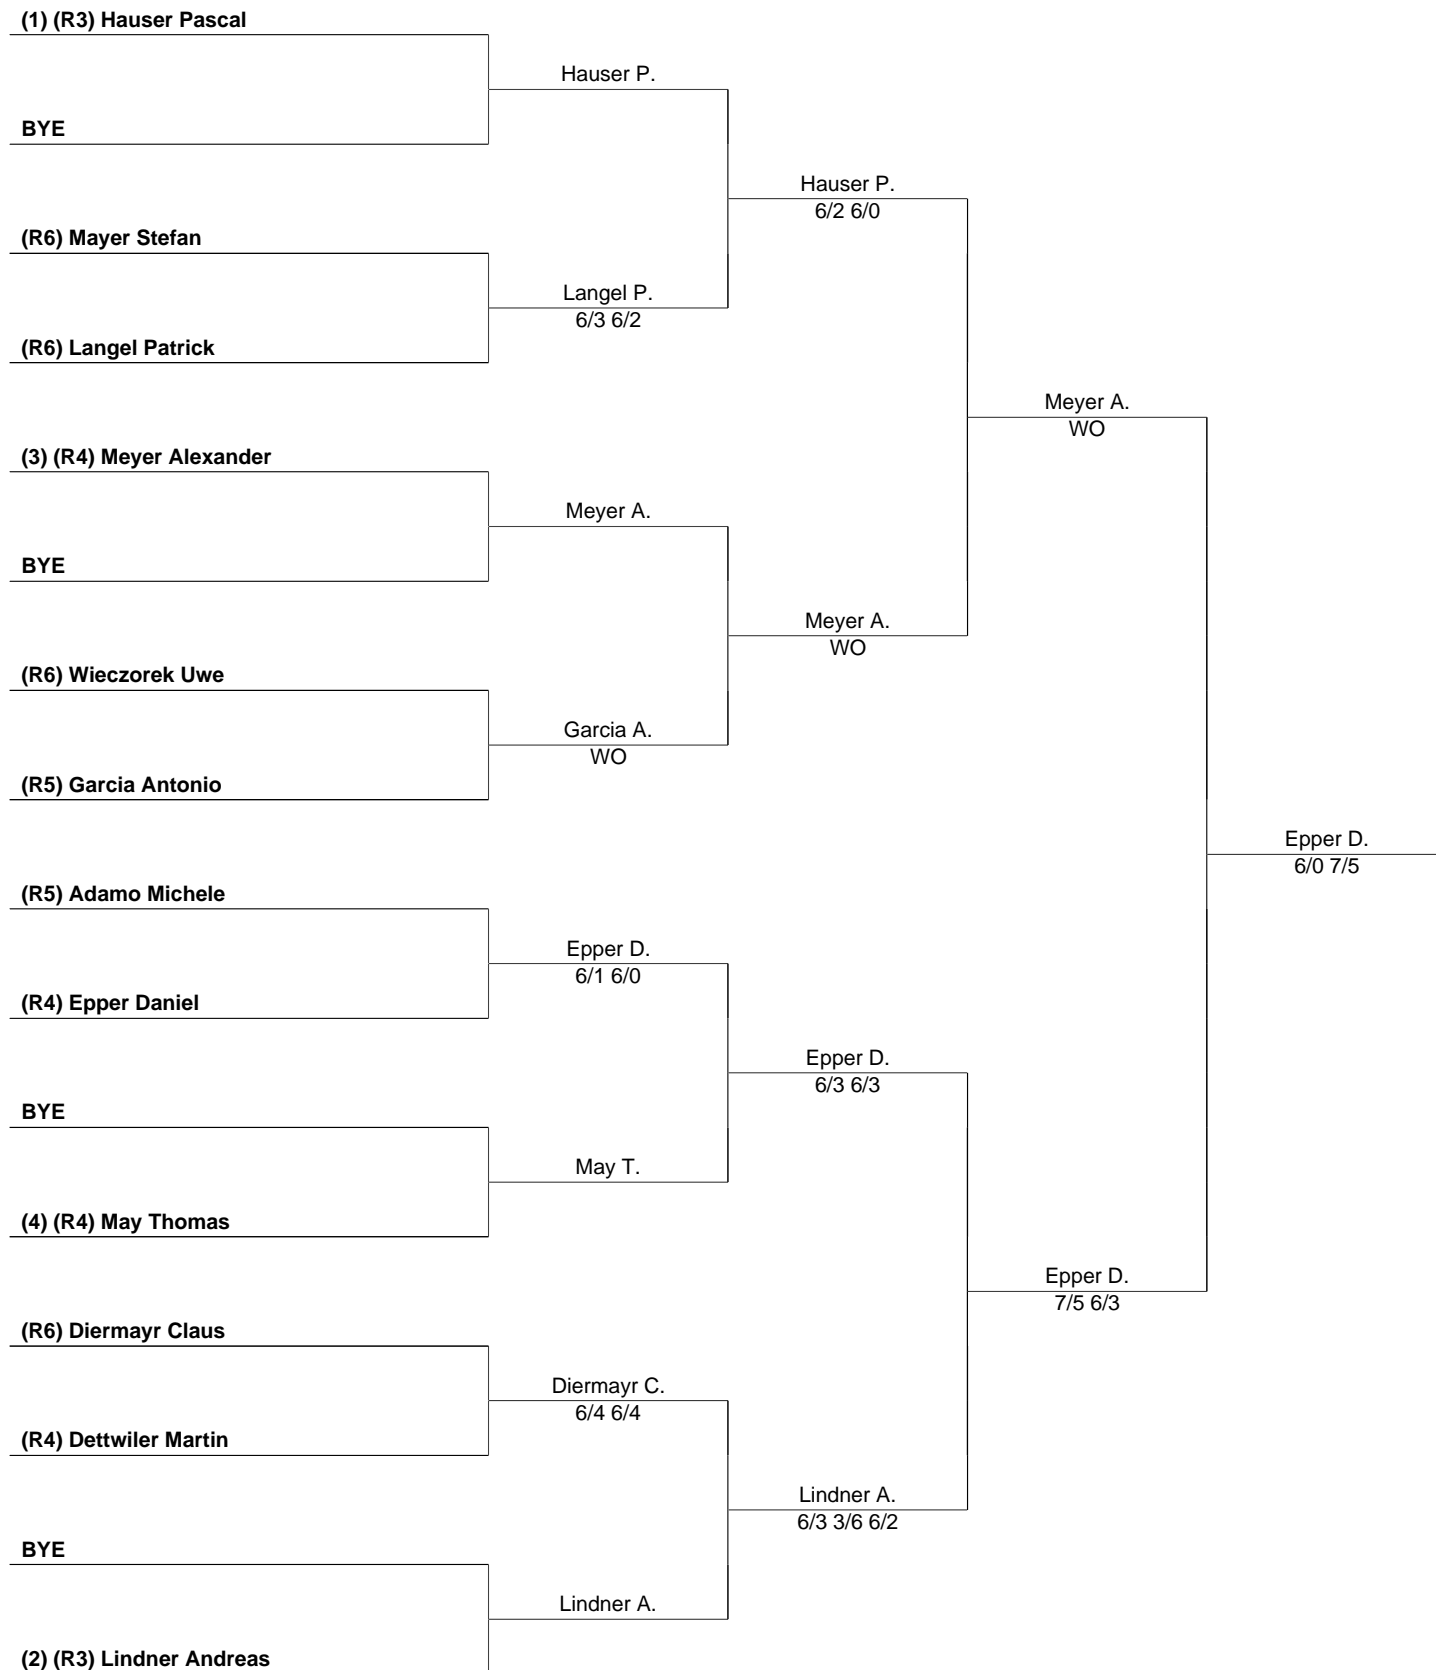 (1) (R3) Hauser Pascal
Hauser P.
BYE
Hauser P.
6/2 6/0
(R6) Mayer Stefan
Langel P.
6/3 6/2
(R6) Langel Patrick
Meyer A.
WO
(3) (R4) Meyer Alexander
Meyer A.
BYE
Meyer A.
WO
(R6) Wieczorek Uwe
Garcia A.
WO
(R5) Garcia Antonio
Epper D.
6/0 7/5
(R5) Adamo Michele
Epper D.
6/1 6/0
(R4) Epper Daniel
Epper D.
6/3 6/3
BYE
May T.
(4) (R4) May Thomas
Epper D.
7/5 6/3
(R6) Diermayr Claus
Diermayr C.
6/4 6/4
(R4) Dettwiler Martin
Lindner A.
6/3 3/6 6/2
BYE
Lindner A.
(2) (R3) Lindner Andreas